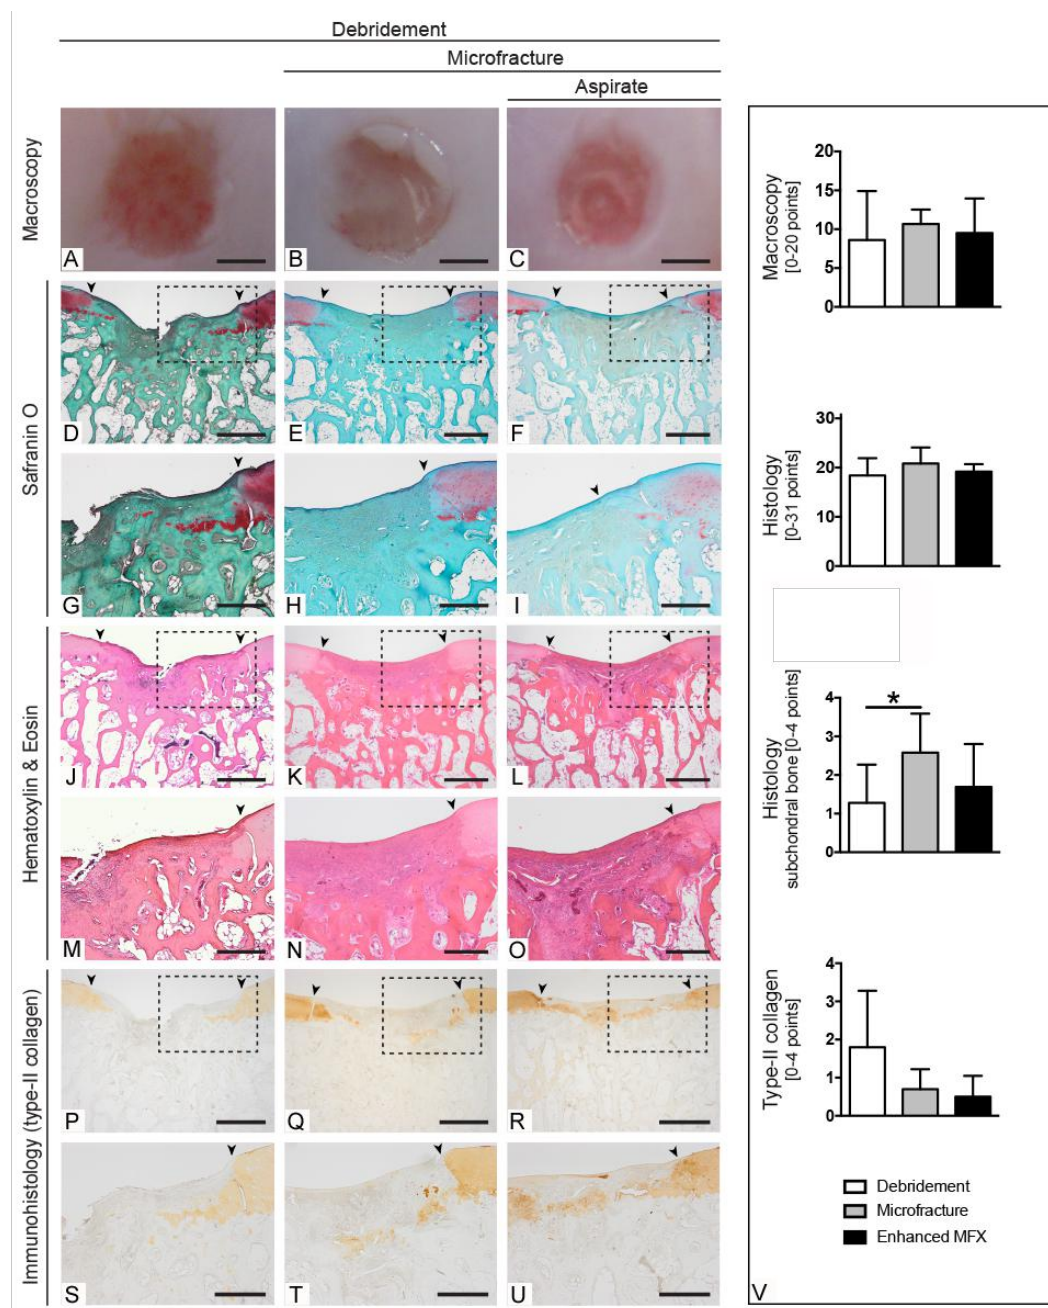 Debridement
Microfracture
Aspirate
Macroscopy
A
B
C
Safranin O
D
E
F
G
H
I
Hematoxylin & Eosin
J
K
L
M
N
O
Immunohistology (type-II collagen)
P
Q
R
S
T
U
Macroscopy
[0-20 points]
20
15
10
5
0
Histology
[0-31 points]
30
20
10
0
Histology
subchondral bone [0-4 points]
4
3
2
1
0
*
Type-II collagen
[0-4 points]
4
3
2
1
0
Debridement
Microfracture
Enhanced MFX
V